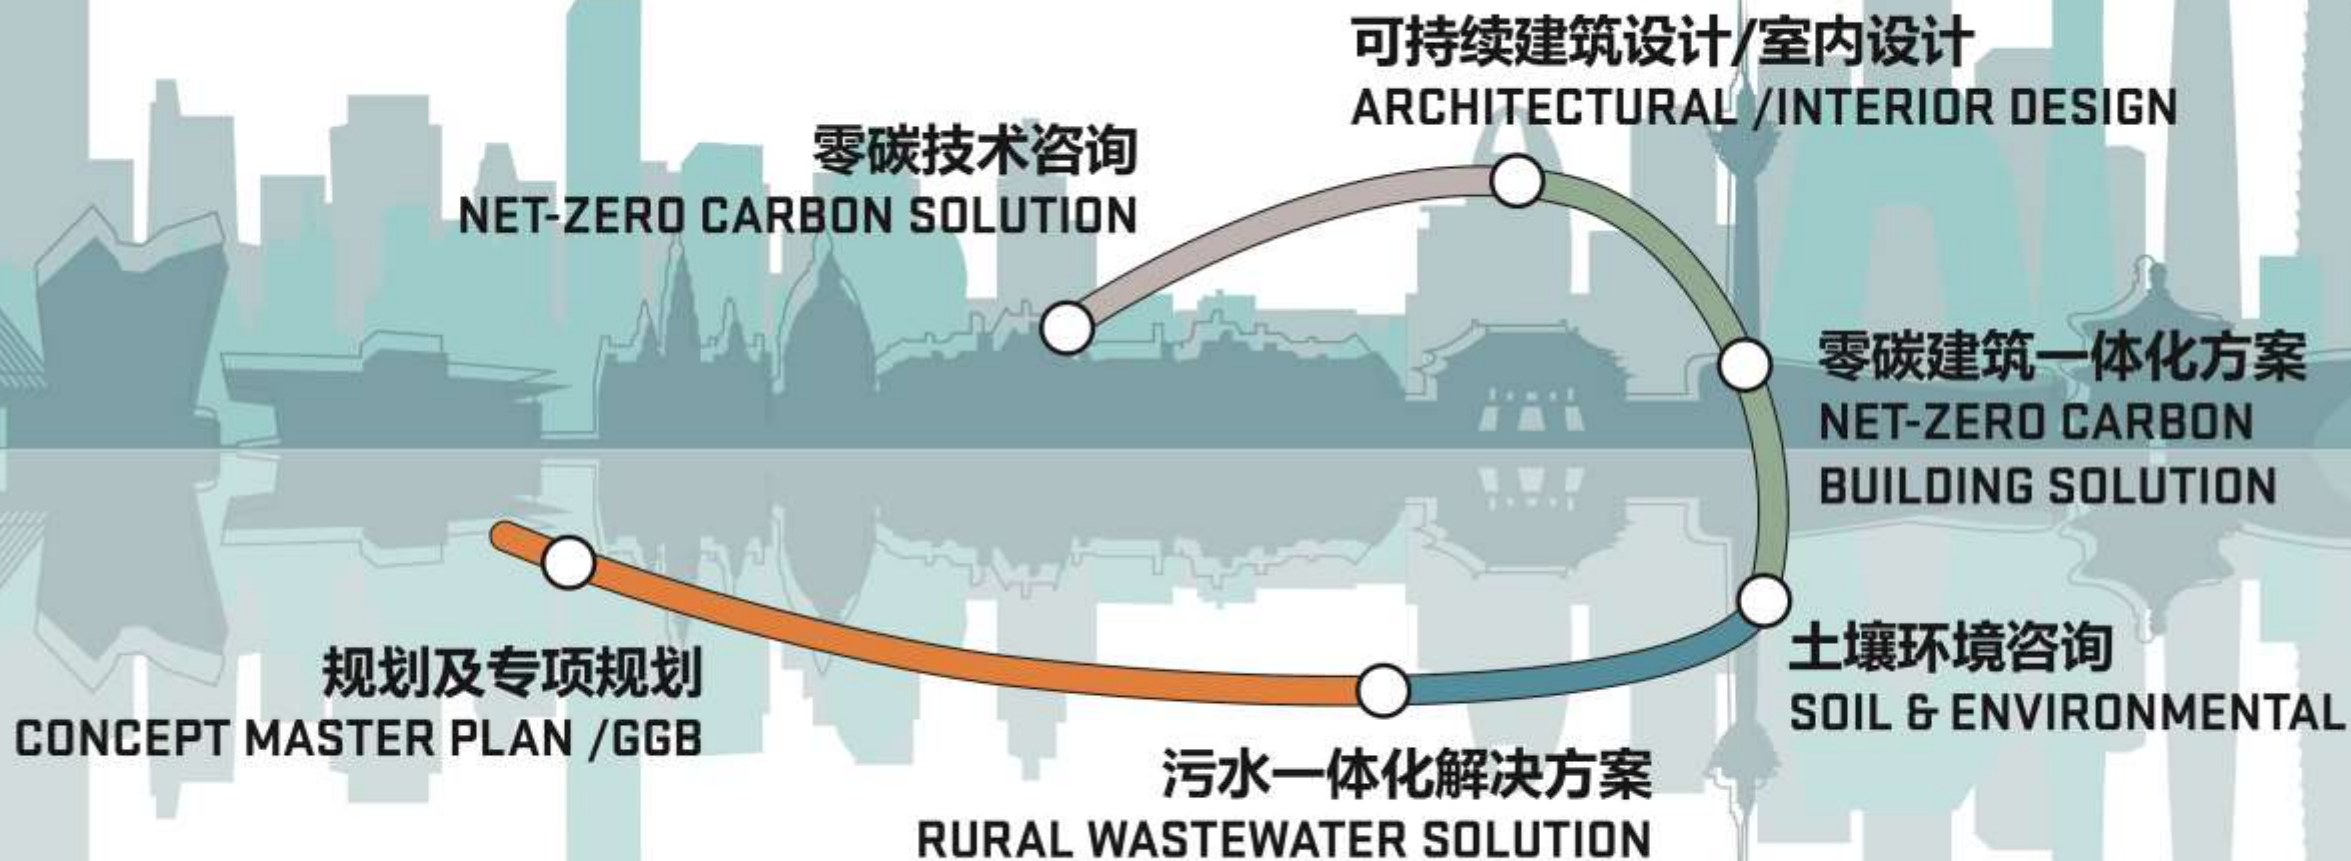 可持续建筑设计/室内设计
ARCHITECTURAL /INTERIOR DESIGN
零碳技术咨询
NET-ZERO CARBON SOLUTION
零碳建筑一体化方案
NET-ZERO CARBON
BUILDING SOLUTION
土壤环境咨询
SOIL & ENVIRONMENTAL
规划及专项规划
CONCEPT MASTER PLAN /GGB
污水一体化解决方案
RURAL WASTEWATER SOLUTION